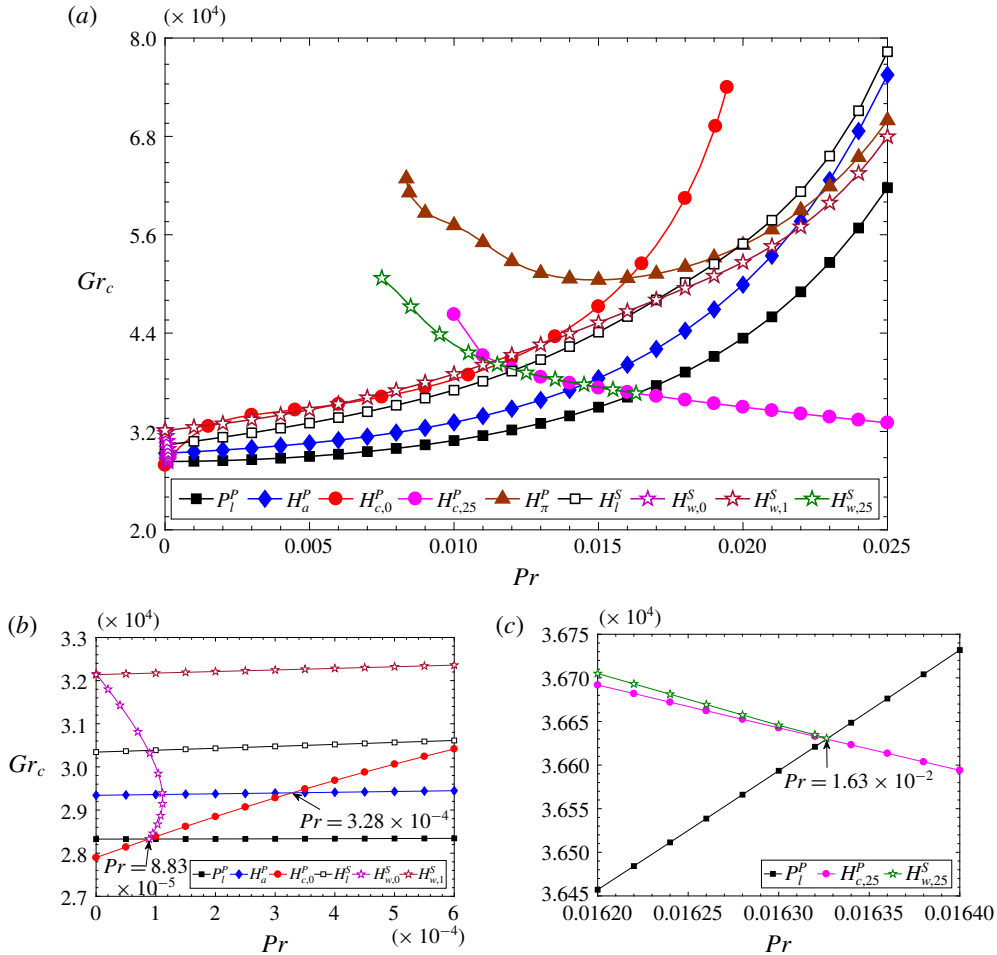 (a)
(× 10⁴)
8.0
6.8
5.6
Gr_c
4.4
3.2
2.0
P_l^P H_a^P H_{c,0}^P H_{c,25}^P H_π^P H_l^S H_{w,0}^S H_{w,1}^S H_{w,25}^S
0 0.005 0.010 0.015 0.020 0.025
Pr
(b)
(× 10⁴)
3.3
3.2
3.1
Gr_c 3.0
2.9
2.8
2.7
Pr = 3.28 × 10⁻⁴
Pr = 8.83
× 10⁻⁵
P_l^P H_a^P H_{c,0}^P H_l^S H_{w,0}^S H_{w,1}^S
0 1 2 3 4 5 6
Pr
(× 10⁻⁴)
(c)
(× 10⁴)
3.675
3.670
3.665
3.660
3.655
3.650
3.645
Pr = 1.63 × 10⁻²
P_l^P H_{c,25}^P H_{w,25}^S
0.01620 0.01625 0.01630 0.01635 0.01640
Pr